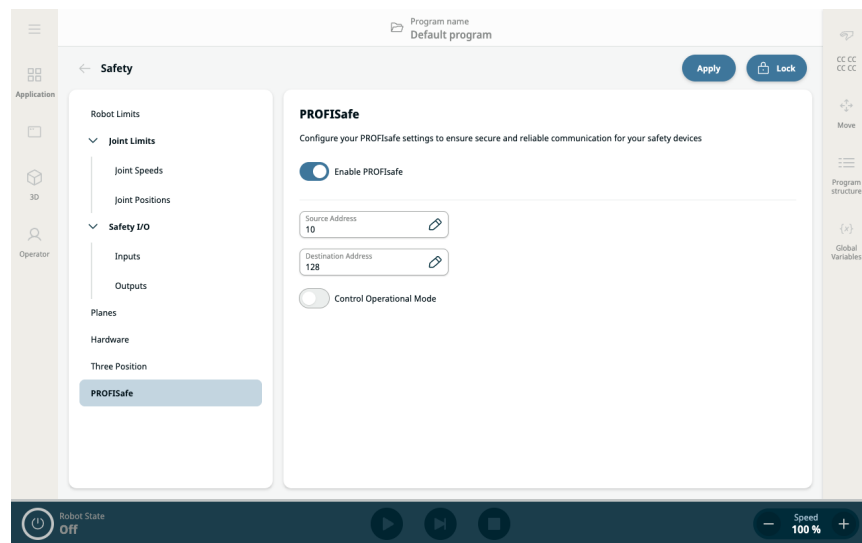 Program name
Default program
Safety
Apply
Lock
Application
3D
Operator
Robot Limits
Joint Limits
Joint Speeds
Joint Positions
Safety I/O
Inputs
Outputs
Planes
Hardware
Three Position
PROFISafe
PROFISafe
Configure your PROFIsafe settings to ensure secure and reliable communication for your safety devices
Enable PROFIsafe
Source Address
10
Destination Address
128
Control Operational Mode
CC CC
CC CC
Move
Program
structure
{x}
Global
Variables
Robot State
Off
Speed
100 %